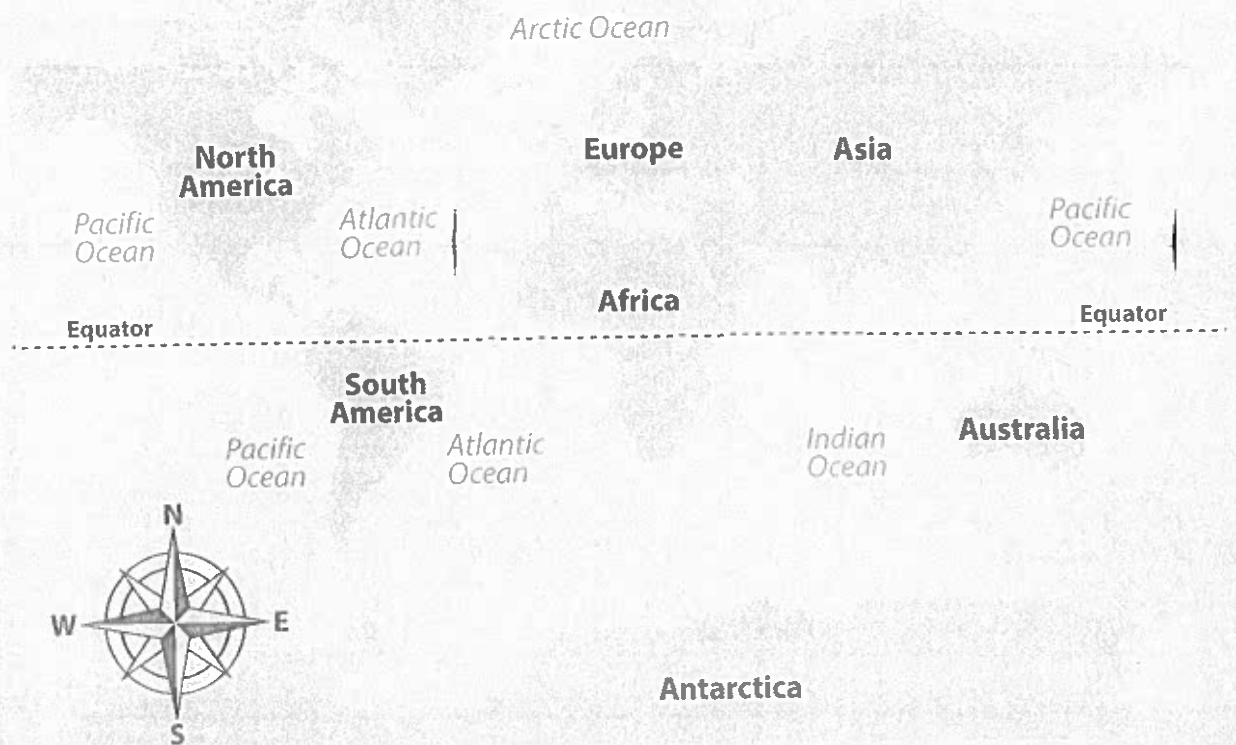 Arctic Ocean
North
America
Europe
Asia
Pacific
Ocean
Atlantic
Ocean
Pacific
Ocean
Africa
Equator
Equator
South
America
Pacific
Ocean
Atlantic
Ocean
Indian
Ocean
Australia
N
W
E
S
Antarctica